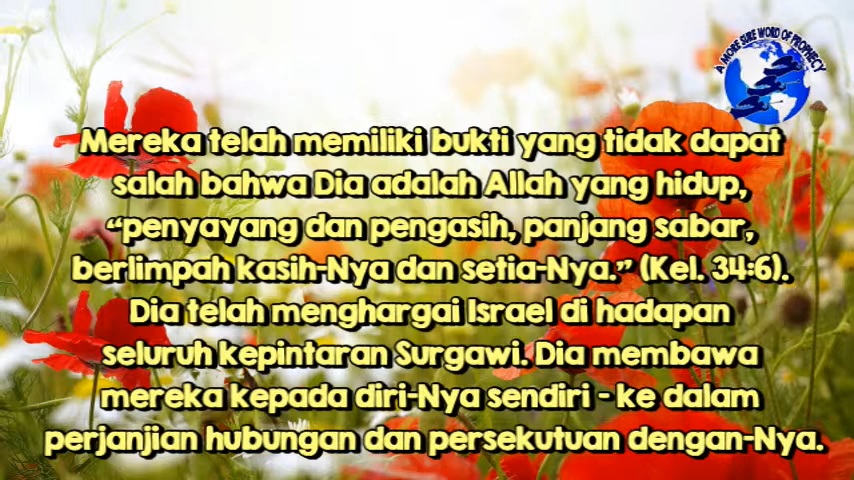 A MORE SURE WORD OF PROPHECY
Mereka telah memiliki bukti yang tidak dapat
salah bahwa Dia adalah Allah yang hidup,
“penyayang dan pengasih, panjang sabar,
berlimpah kasih-Nya dan setia-Nya.” (Kel. 34:6).
Dia telah menghargai Israel di hadapan
seluruh kepintaran Surgawi. Dia membawa
mereka kepada diri-Nya sendiri - ke dalam
perjanjian hubungan dan persekutuan dengan-Nya.